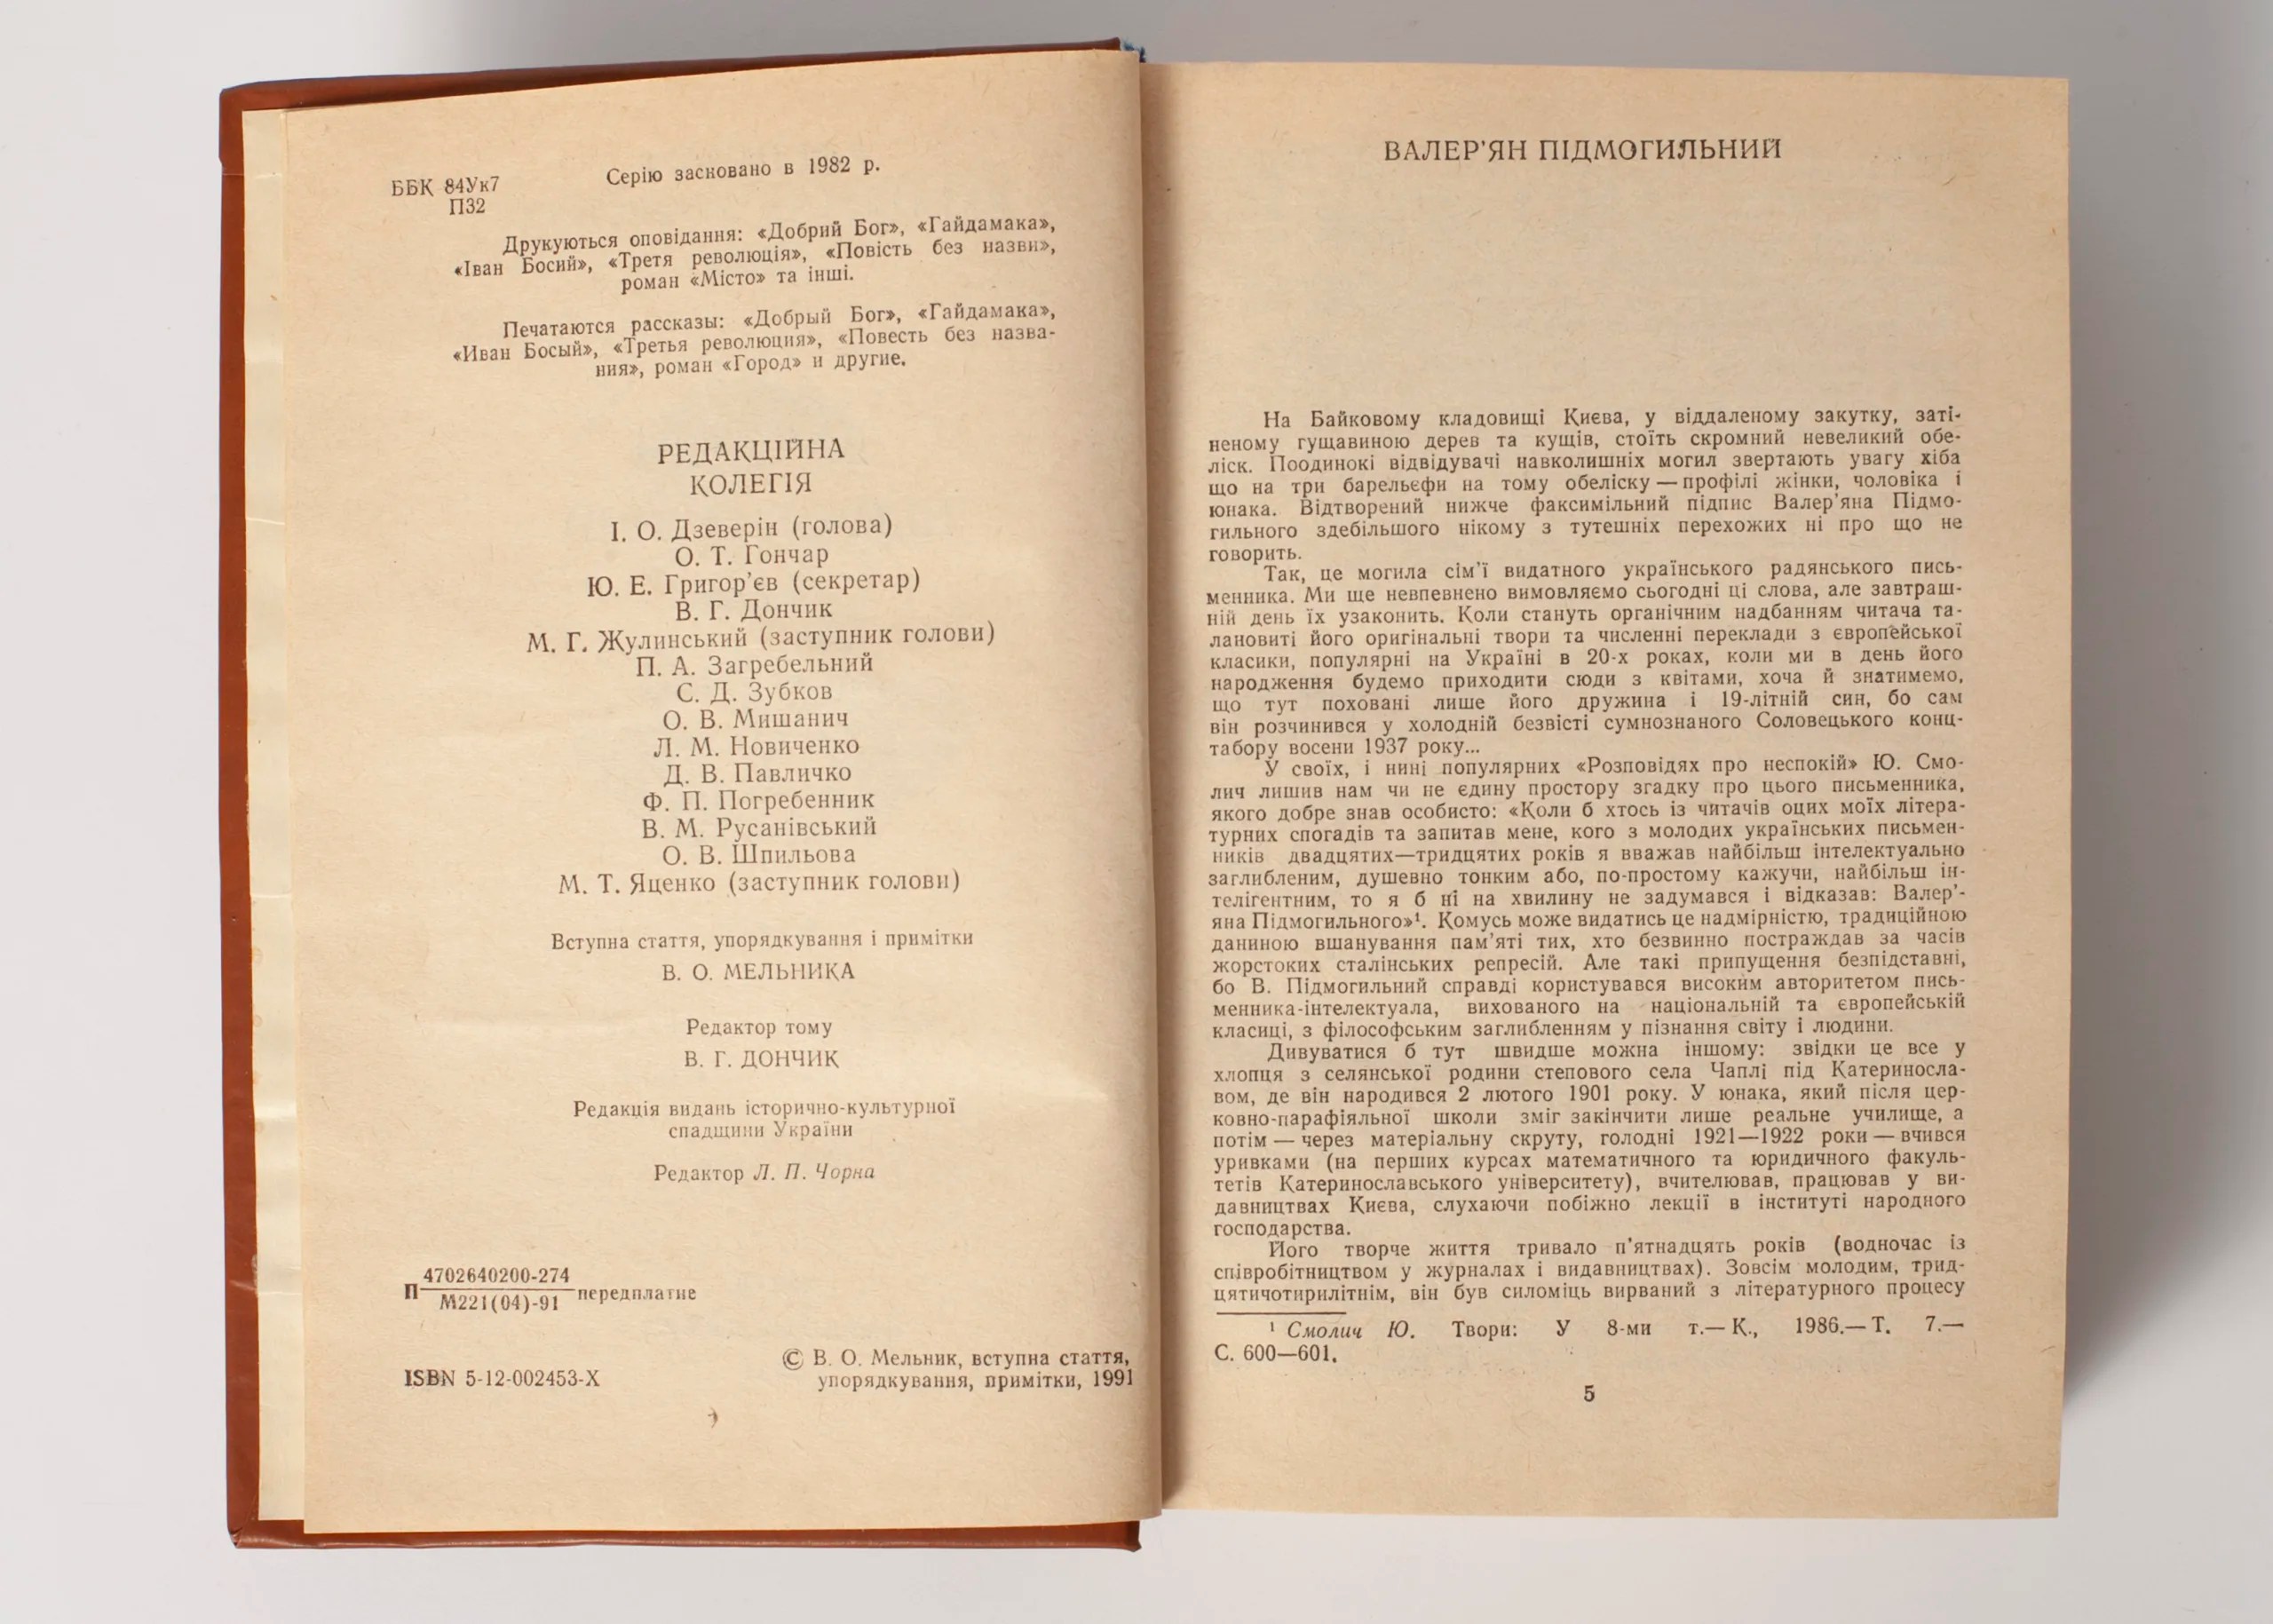 ББК 84Ук7
П32
Серію засновано в 1982 р.
Друкуються оповідання: «Добрий Бог», «Гайдамака»,
«Іван Босий», «Третя революція», «Повість без назви»,
роман «Місто» та інші.
Печатаются рассказы: «Добрый Бог», «Гайдамака»,
«Иван Босый», «Третья революция», «Повесть без назва-
ния», роман «Город» и другие.
РЕДАКЦІЙНА
КОЛЕГІЯ
І. О. Дзеверін (голова)
О. Т. Гончар
Ю. Е. Григор’єв (секретар)
В. Г. Дончик
М. Г. Жулинський (заступник голови)
П. А. Загребельний
С. Д. Зубков
О. В. Мишанич
Л. М. Новиченко
Д. В. Павличко
Ф. П. Погребенник
В. М. Русанівський
О. В. Шпильова
М. Т. Яценко (заступник голови)
Вступна стаття, упорядкування і примітки
В. О. МЕЛЬНИКА
Редактор тому
В. Г. ДОНЧИК
Редакція видань історично-культурної
спадщини України
Редактор Л. П. Чорна
4702640200-274
П передплатне
М221(04)-91
ISBN 5-12-002453-X
© В. О. Мельник, вступна стаття,
упорядкування, примітки, 1991
ВАЛЕР’ЯН ПІДМОГИЛЬНИЙ
На Байковому кладовищі Києва, у віддаленому закутку, заті-
неному гущавиною дерев та кущів, стоїть скромний невеликий обе-
ліск. Поодинокі відвідувачі навколишніх могил звертають увагу хіба
що на три барельєфи на тому обеліску — профілі жінки, чоловіка і
юнака. Відтворений нижче факсимільний підпис Валер’яна Підмо-
гильного здебільшого нікому з тутешніх перехожих ні про що не
говорить.
Так, це могила сім’ї видатного українського радянського пись-
менника. Ми ще невпевнено вимовляємо сьогодні ці слова, але завтраш-
ній день їх узаконить. Коли стануть органічним надбанням читача та-
лановиті його оригінальні твори та численні переклади з європейської
класики, популярні на Україні в 20-х роках, коли ми в день його
народження будемо приходити сюди з квітами, хоча й знатимемо,
що тут поховані лише його дружина і 19-літній син, бо сам
він розчинився у холодній безвісті сумнознаного Соловецького конц-
табору восени 1937 року...
У своїх, і нині популярних «Розповідях про неспокій» Ю. Смо-
лич лишив нам чи не єдину простору згадку про цього письменника,
якого добре знав особисто: «Коли б хтось із читачів оцих моїх літера-
турних спогадів та запитав мене, кого з молодих українських письмен-
ників двадцятих—тридцятих років я вважав найбільш інтелектуально
заглибленим, душевно тонким або, по-простому кажучи, найбільш ін-
телігентним, то я б ні на хвилину не задумався і відказав: Валер’-
яна Підмогильного»¹. Комусь може видатись це надмірністю, традиційною
даниною вшанування пам’яті тих, хто безвинно постраждав за часів
жорстоких сталінських репресій. Але такі припущення безпідставні,
бо В. Підмогильний справді користувався високим авторитетом пись-
менника-інтелектуала, вихованого на національній та європейській
класиці, з філософським заглибленням у пізнання світу і людини.
Дивуватися б тут швидше можна іншому: звідки це все у
хлопця з селянської родини степового села Чаплі під Катеринosла-
вом, де він народився 2 лютого 1901 року. У юнака, який після цер-
ковно-парафіяльної школи зміг закінчити лише реальне училище, а
потім — через матеріальну скруту, голодні 1921—1922 роки — вчився
уривками (на перших курсах математичного та юридичного факуль-
тетів Катеринославського університету), вчителював, працював у ви-
давництвах Києва, слухаючи побіжно лекції в інституті народного
господарства.
Його творче життя тривало п’ятнадцять років (водночас із
співробітництвом у журналах і видавництвах). Зовсім молодим, трид-
цятичотирилітнім, він був силоміць вирваний з літературного процесу
¹ Смолич Ю. Твори: У 8-ми т.— К., 1986.— Т. 7.—
С. 600—601.
5